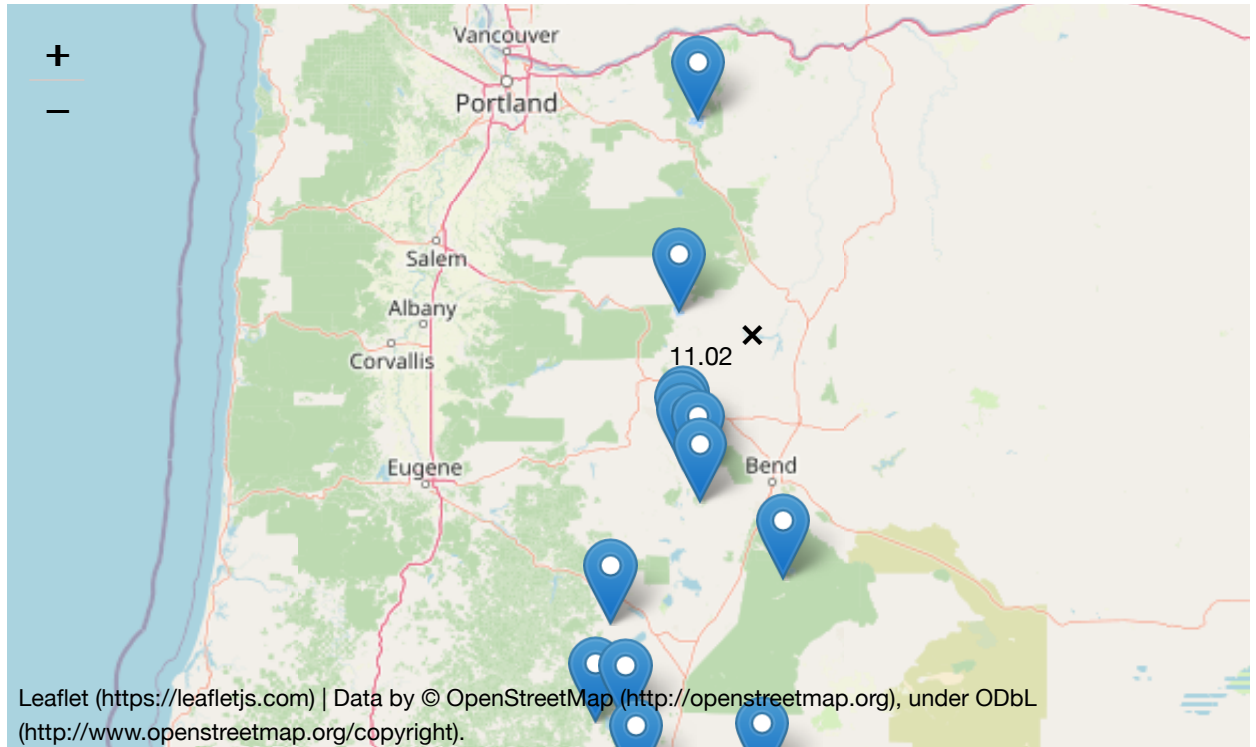 +
−
Vancouver
Portland
Salem
Albany
Corvallis
11.02
×
Eugene
Bend
Leaflet (https://leafletjs.com) | Data by © OpenStreetMap (http://openstreetmap.org), under ODbL
(http://www.openstreetmap.org/copyright).